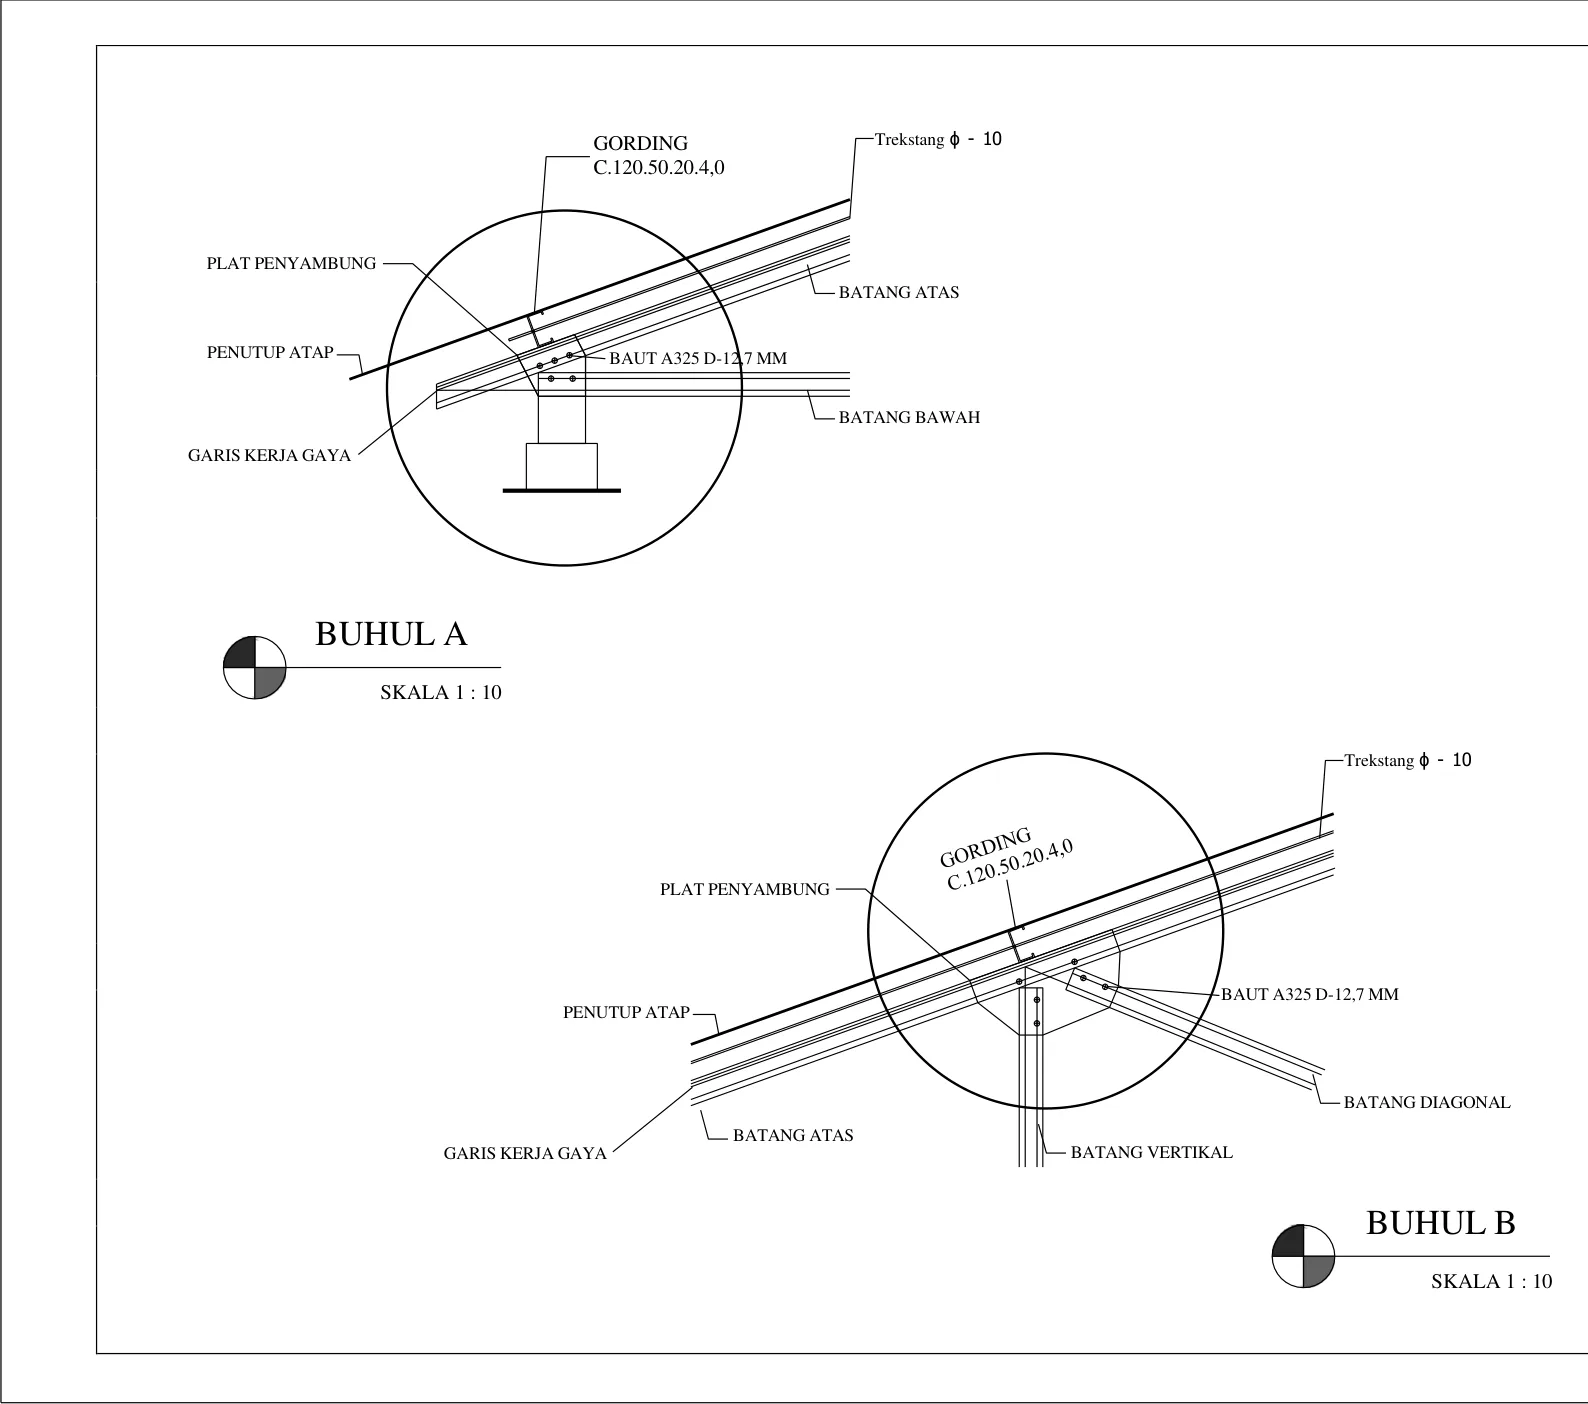 GORDING
C.120.50.20.4,0
Trekstang ϕ - 10
PLAT PENYAMBUNG
BATANG ATAS
PENUTUP ATAP
BAUT A325 D-12,7 MM
BATANG BAWAH
GARIS KERJA GAYA
BUHUL A
SKALA 1 : 10
Trekstang ϕ - 10
GORDING
C.120.50.20.4,0
PLAT PENYAMBUNG
BAUT A325 D-12,7 MM
PENUTUP ATAP
BATANG DIAGONAL
BATANG ATAS
GARIS KERJA GAYA
BATANG VERTIKAL
BUHUL B
SKALA 1 : 10